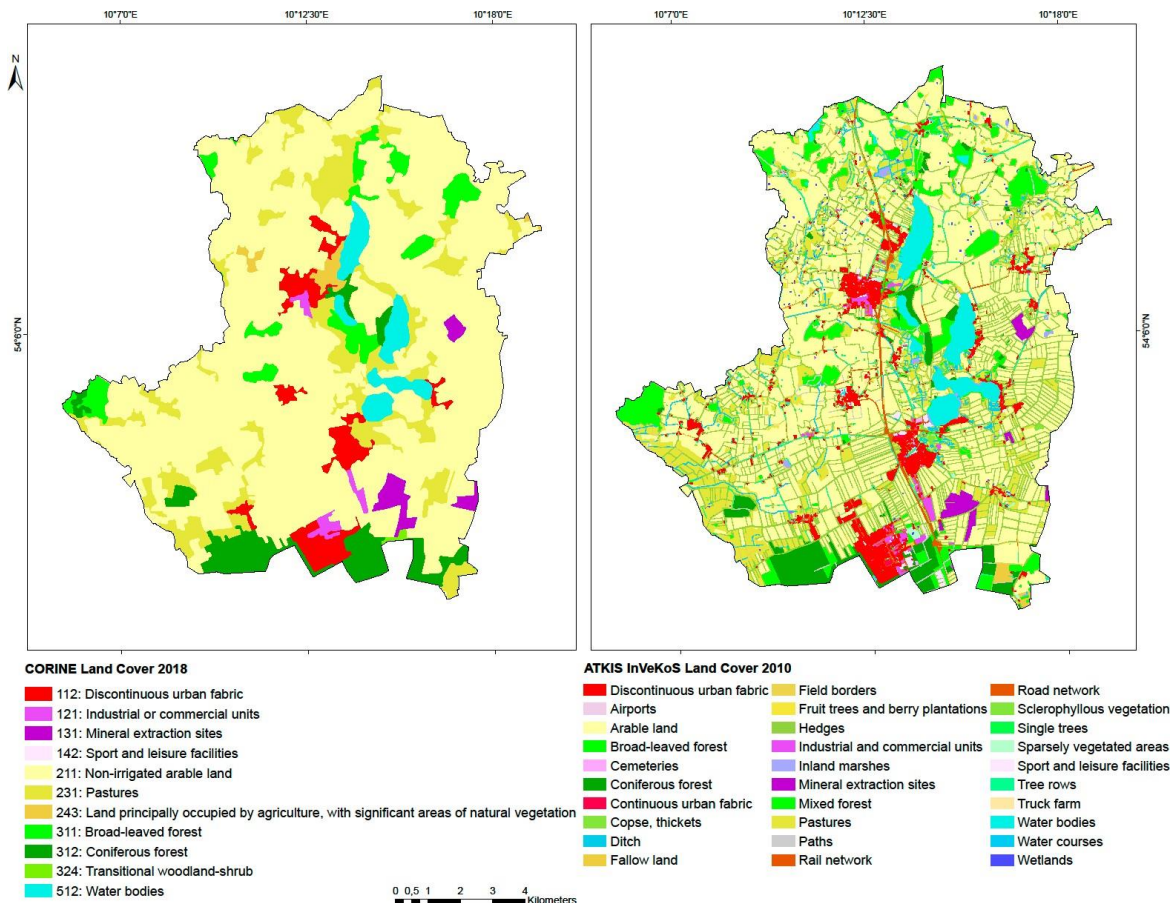 10°7'0"E 10°12'30"E 10°18'0"E 10°7'0"E 10°12'30"E 10°18'0"E
N
54°6'0"N
54°6'0"N
CORINE Land Cover 2018
112: Discontinuous urban fabric
121: Industrial or commercial units
131: Mineral extraction sites
142: Sport and leisure facilities
211: Non-irrigated arable land
231: Pastures
243: Land principally occupied by agriculture, with significant areas of natural vegetation
311: Broad-leaved forest
312: Coniferous forest
324: Transitional woodland-shrub
512: Water bodies
0 0,5 1 2 3 4
Kilometers
ATKIS InVeKoS Land Cover 2010
Discontinuous urban fabric
Airports
Arable land
Broad-leaved forest
Cemeteries
Coniferous forest
Continuous urban fabric
Copse, thickets
Ditch
Fallow land
Field borders
Fruit trees and berry plantations
Hedges
Industrial and commercial units
Inland marshes
Mineral extraction sites
Mixed forest
Pastures
Paths
Rail network
Road network
Sclerophyllous vegetation
Single trees
Sparsely vegetated areas
Sport and leisure facilities
Tree rows
Truck farm
Water bodies
Water courses
Wetlands